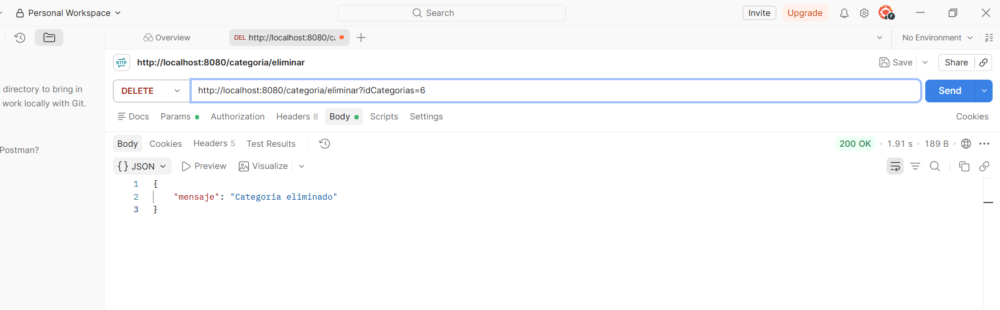 Personal Workspace
Search
Invite
Upgrade
Overview
DEL http://localhost:8080/ca
No Environment
HTTP
http://localhost:8080/categoria/eliminar
Save
Share
directory to bring in
work locally with Git.
Postman?
DELETE
http://localhost:8080/categoria/eliminar?idCategorias=6
Send
Docs Params Authorization Headers 8 Body Scripts Settings
Cookies
Body Cookies Headers 5 Test Results
200 OK • 1.91 s • 189 B
{ } JSON Preview Visualize
1 {
2 "mensaje": "Categoria eliminado"
3 }